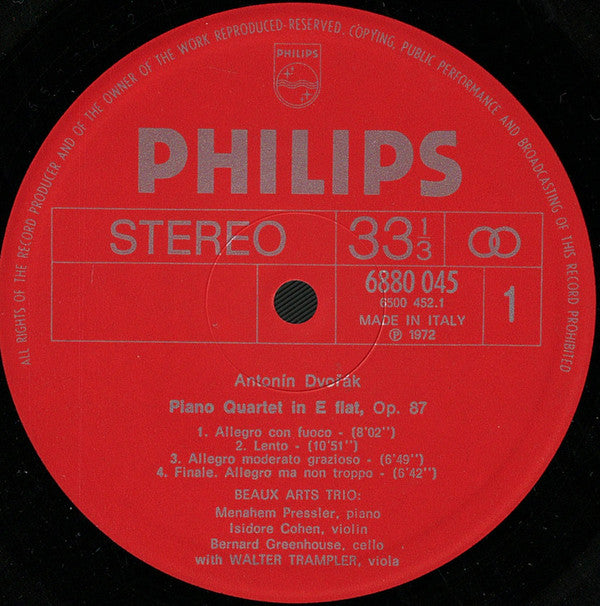 ALL RIGHTS OF THE RECORD PRODUCER AND OF THE OWNER OF THE WORK REPRODUCED-RESERVED. COPYING, PUBLIC PERFORMANCE AND BROADCASTING OF THIS RECORD PROHIBITED
PHILIPS
PHILIPS
STEREO 33 1/3
6880 045
6500 452.1
MADE IN ITALY
℗ 1972
1
Antonín Dvořák
Piano Quartet in E flat, Op. 87
1. Allegro con fuoco - (8'02'')
2. Lento - (10'51'')
3. Allegro moderato grazioso - (6'49'')
4. Finale. Allegro ma non troppo - (6'42'')
BEAUX ARTS TRIO:
Menahem Pressler, piano
Isidore Cohen, violin
Bernard Greenhouse, cello
with WALTER TRAMPLER, viola